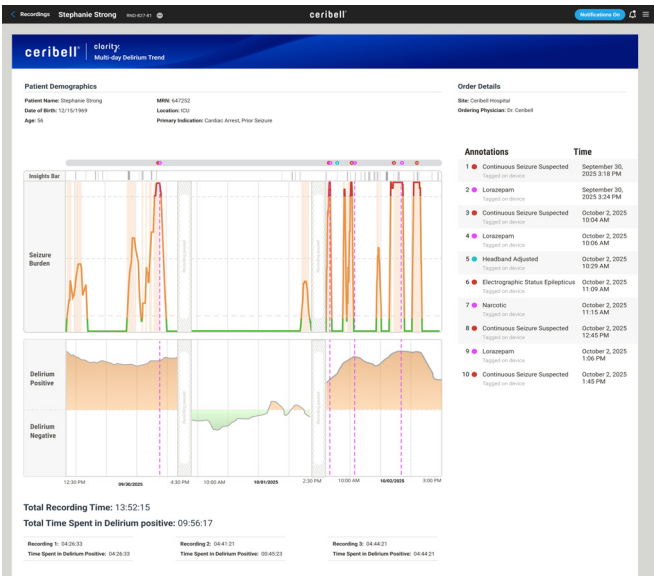 Recordings Stephanie Strong RND-827-81 ceribell Notifications On
ceribell clarity
Multi-day Delirium Trend
Patient Demographics
Patient Name: Stephanie Strong MRN: 647252
Date of Birth: 12/15/1969 Location: ICU
Age: 56 Primary Indication: Cardiac Arrest, Prior Seizure
Order Details
Site: Ceribell Hospital
Ordering Physician: Dr. Ceribell
Insights Bar
Seizure
Burden
Delirium
Positive
Delirium
Negative
Recording paused
Recording paused
Recording paused
Recording paused
12:30 PM 09/30/2025 4:30 PM 10:00 AM 10/01/2025 2:30 PM 10:00 AM 10/02/2025 3:00 PM
Annotations Time
1 Continuous Seizure Suspected September 30,
Tagged on device 2025 3:18 PM
2 Lorazepam September 30,
Tagged on device 2025 3:24 PM
3 Continuous Seizure Suspected October 2, 2025
Tagged on device 10:04 AM
4 Lorazepam October 2, 2025
Tagged on device 10:06 AM
5 Headband Adjusted October 2, 2025
Tagged on device 10:29 AM
6 Electrographic Status Epilepticus October 2, 2025
Tagged on device 11:09 AM
7 Narcotic October 2, 2025
Tagged on device 11:15 AM
8 Continuous Seizure Suspected October 2, 2025
Tagged on device 12:45 PM
9 Lorazepam October 2, 2025
Tagged on device 1:06 PM
10 Continuous Seizure Suspected October 2, 2025
Tagged on device 1:45 PM
Total Recording Time: 13:52:15
Total Time Spent in Delirium positive: 09:56:17
Recording 1: 04:26:33 Recording 2: 04:41:21 Recording 3: 04:44:21
Time Spent in Delirium Positive: 04:26:33 Time Spent in Delirium Positive: 00:45:23 Time Spent in Delirium Positive: 04:44:21